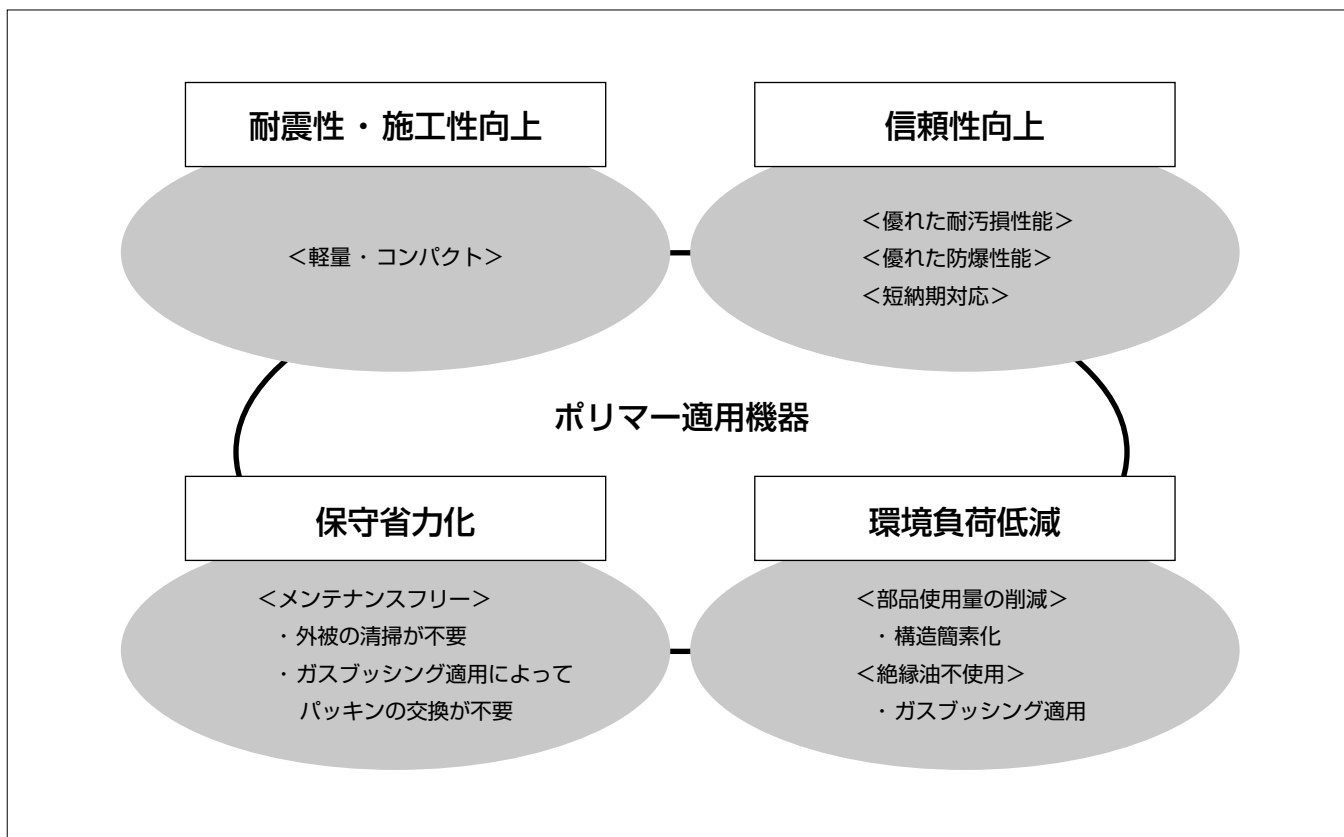 耐震性・施工性向上
<軽量・コンパクト>
信頼性向上
<優れた耐汚損性能>
<優れた防爆性能>
<短納期対応>
ポリマー適用機器
保守省力化
<メンテナンスフリー>
・外被の清掃が不要
・ガスブッシング適用によって
パッキンの交換が不要
環境負荷低減
<部品使用量の削減>
・構造簡素化
<絶縁油不使用>
・ガスブッシング適用